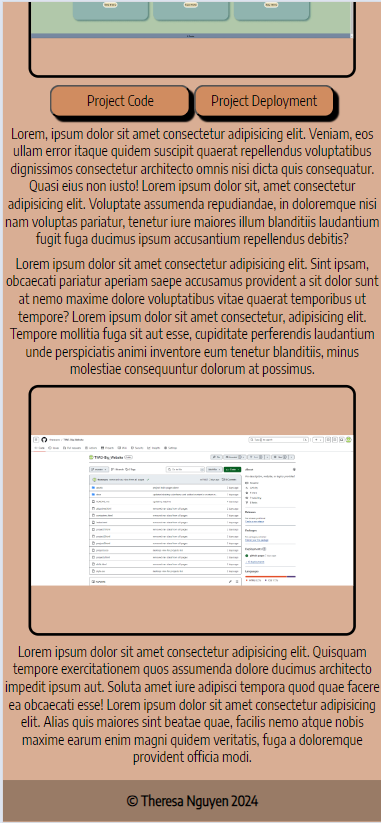 Project Code
Project Deployment
Lorem, ipsum dolor sit amet consectetur adipisicing elit. Veniam, eos
ullam error itaque quidem suscipit quaerat repellendus voluptatibus
dignissimos consectetur architecto omnis nisi dicta quis consequatur.
Quasi eius non iusto! Lorem ipsum dolor sit, amet consectetur
adipisicing elit. Voluptate assumenda repudiandae, in doloremque nisi
nam voluptas pariatur, tenetur iure maiores illum blanditiis laudantium
fugit fuga ducimus ipsum accusantium repellendus debitis?
Lorem ipsum dolor sit amet consectetur adipisicing elit. Sint ipsam,
obcaecati pariatur aperiam saepe accusamus provident a sit dolor sunt
at nemo maxime dolore voluptatibus vitae quaerat temporibus ut
tempore? Lorem ipsum dolor sit amet consectetur, adipisicing elit.
Tempore mollitia fuga sit aut esse, cupiditate perferendis laudantium
unde perspiciatis animi inventore eum tenetur blanditiis, minus
molestiae consequuntur dolorum at possimus.
Lorem ipsum dolor sit amet consectetur adipisicing elit. Quisquam
tempore exercitationem quos assumenda dolore ducimus architecto
impedit ipsum aut. Soluta amet iure adipisci tempora quod quae facere
ea obcaecati esse! Lorem ipsum dolor sit amet consectetur adipisicing
elit. Alias quis maiores sint beatae quae, facilis nemo atque nobis
maxime earum enim magni quidem veritatis, fuga a doloremque
provident officia modi.
© Theresa Nguyen 2024